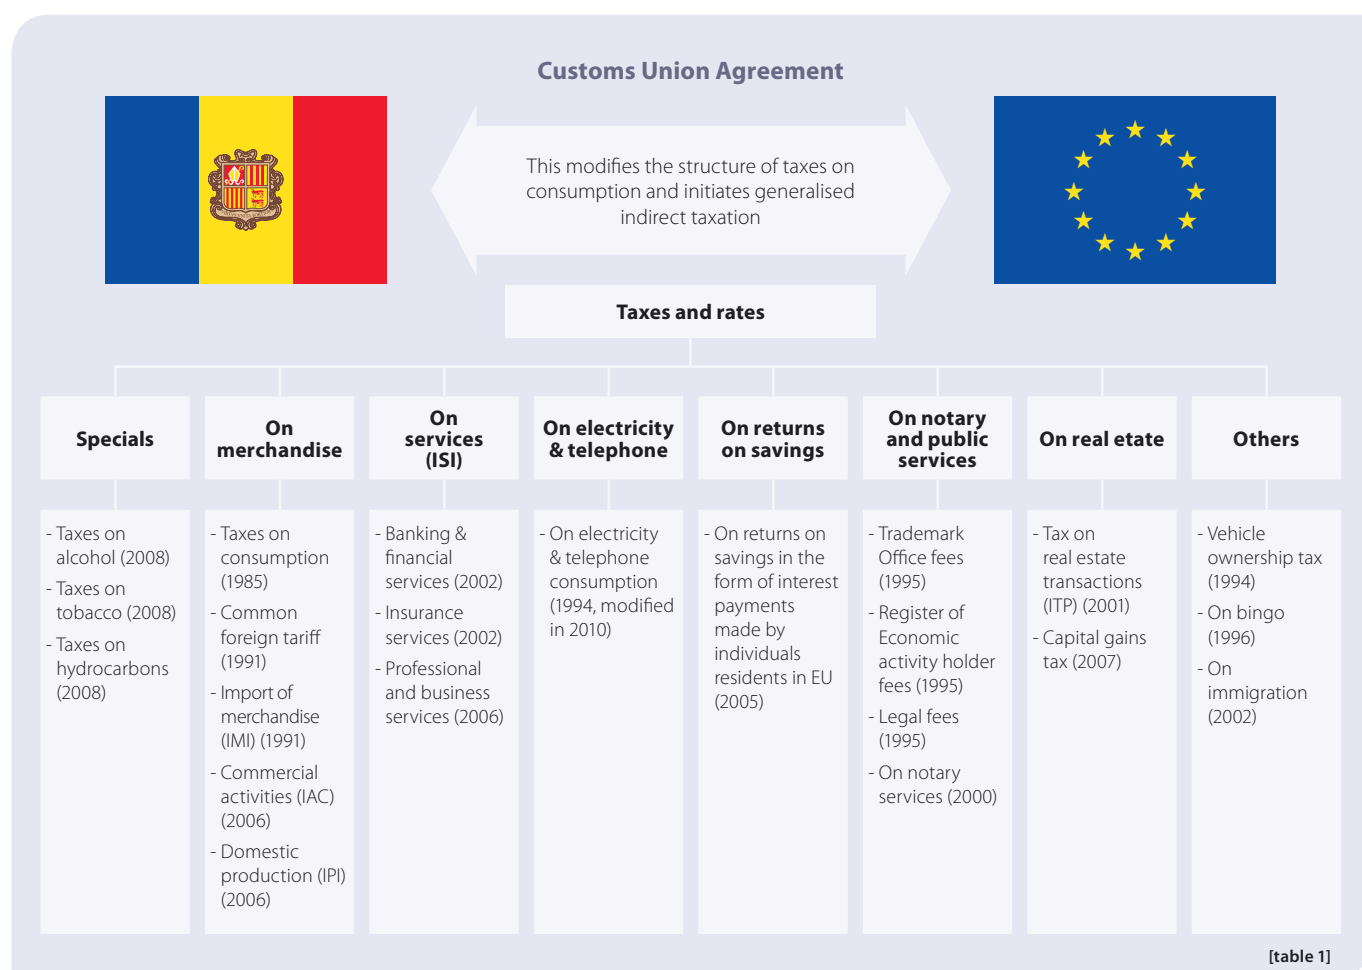 Customs Union Agreement
This modifies the structure of taxes on
consumption and initiates generalised
indirect taxation
Taxes and rates
Specials
On
merchandise
On
services
(ISI)
On electricity
& telephone
On returns
on savings
On notary
and public
services
On real etate
Others
- Taxes on
alcohol (2008)
- Taxes on
tobacco (2008)
- Taxes on
hydrocarbons
(2008)
- Taxes on
consumption
(1985)
- Common
foreign tariff
(1991)
- Import of
merchandise
(IMI) (1991)
- Commercial
activities (IAC)
(2006)
- Domestic
production (IPI)
(2006)
- Banking &
financial
services (2002)
- Insurance
services (2002)
- Professional
and business
services (2006)
- On electricity
& telephone
consumption
(1994, modified
in 2010)
- On returns on
savings in the
form of interest
payments
made by
individuals
residents in EU
(2005)
- Trademark
Office fees
(1995)
- Register of
Economic
activity holder
fees (1995)
- Legal fees
(1995)
- On notary
services (2000)
- Tax on
real estate
transactions
(ITP) (2001)
- Capital gains
tax (2007)
- Vehicle
ownership tax
(1994)
- On bingo
(1996)
- On
immigration
(2002)
[table 1]